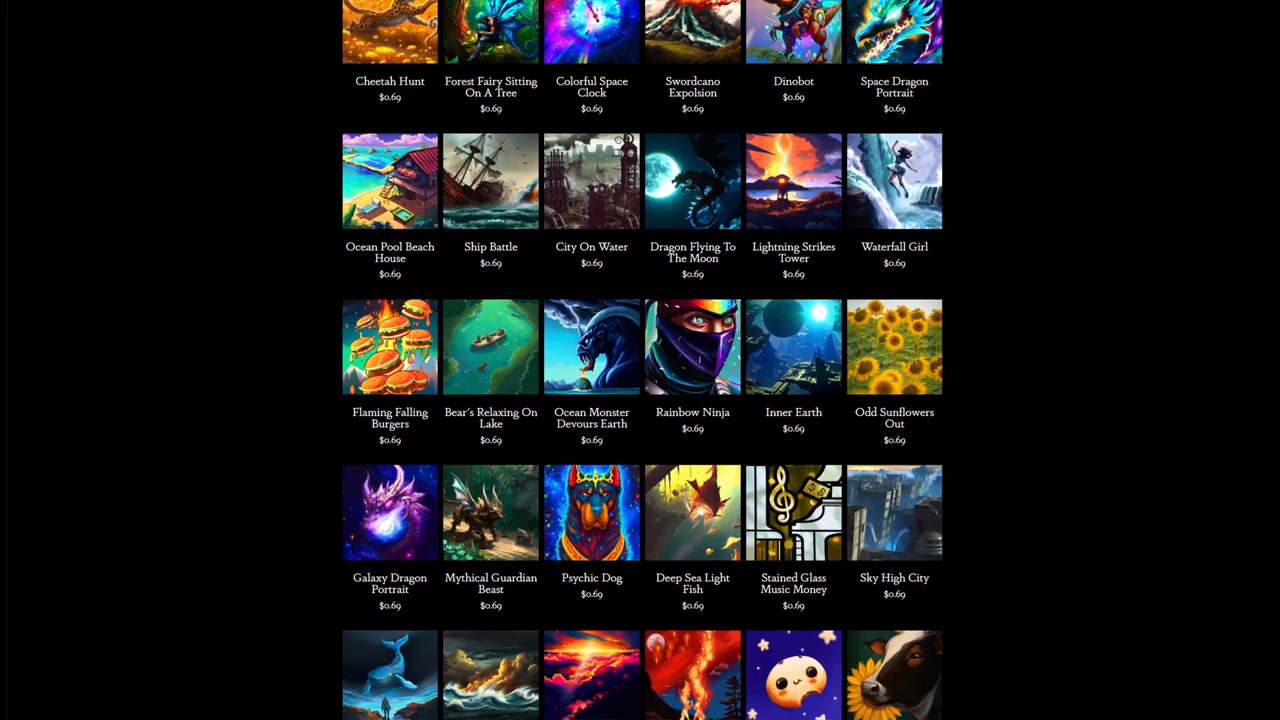 Cheetah Hunt
$0.69
Forest Fairy Sitting
On A Tree
$0.69
Colorful Space
Clock
$0.69
Swordcano
Expolsion
$0.69
Dinobot
$0.69
Space Dragon
Portrait
$0.69
Ocean Pool Beach
House
$0.69
Ship Battle
$0.69
City On Water
$0.69
Dragon Flying To
The Moon
$0.69
Lightning Strikes
Tower
$0.69
Waterfall Girl
$0.69
Flaming Falling
Burgers
$0.69
Bear's Relaxing On
Lake
$0.69
Ocean Monster
Devours Earth
$0.69
Rainbow Ninja
$0.69
Inner Earth
$0.69
Odd Sunflowers
Out
$0.69
Galaxy Dragon
Portrait
$0.69
Mythical Guardian
Beast
$0.69
Psychic Dog
$0.69
Deep Sea Light
Fish
$0.69
Stained Glass
Music Money
$0.69
Sky High City
$0.69